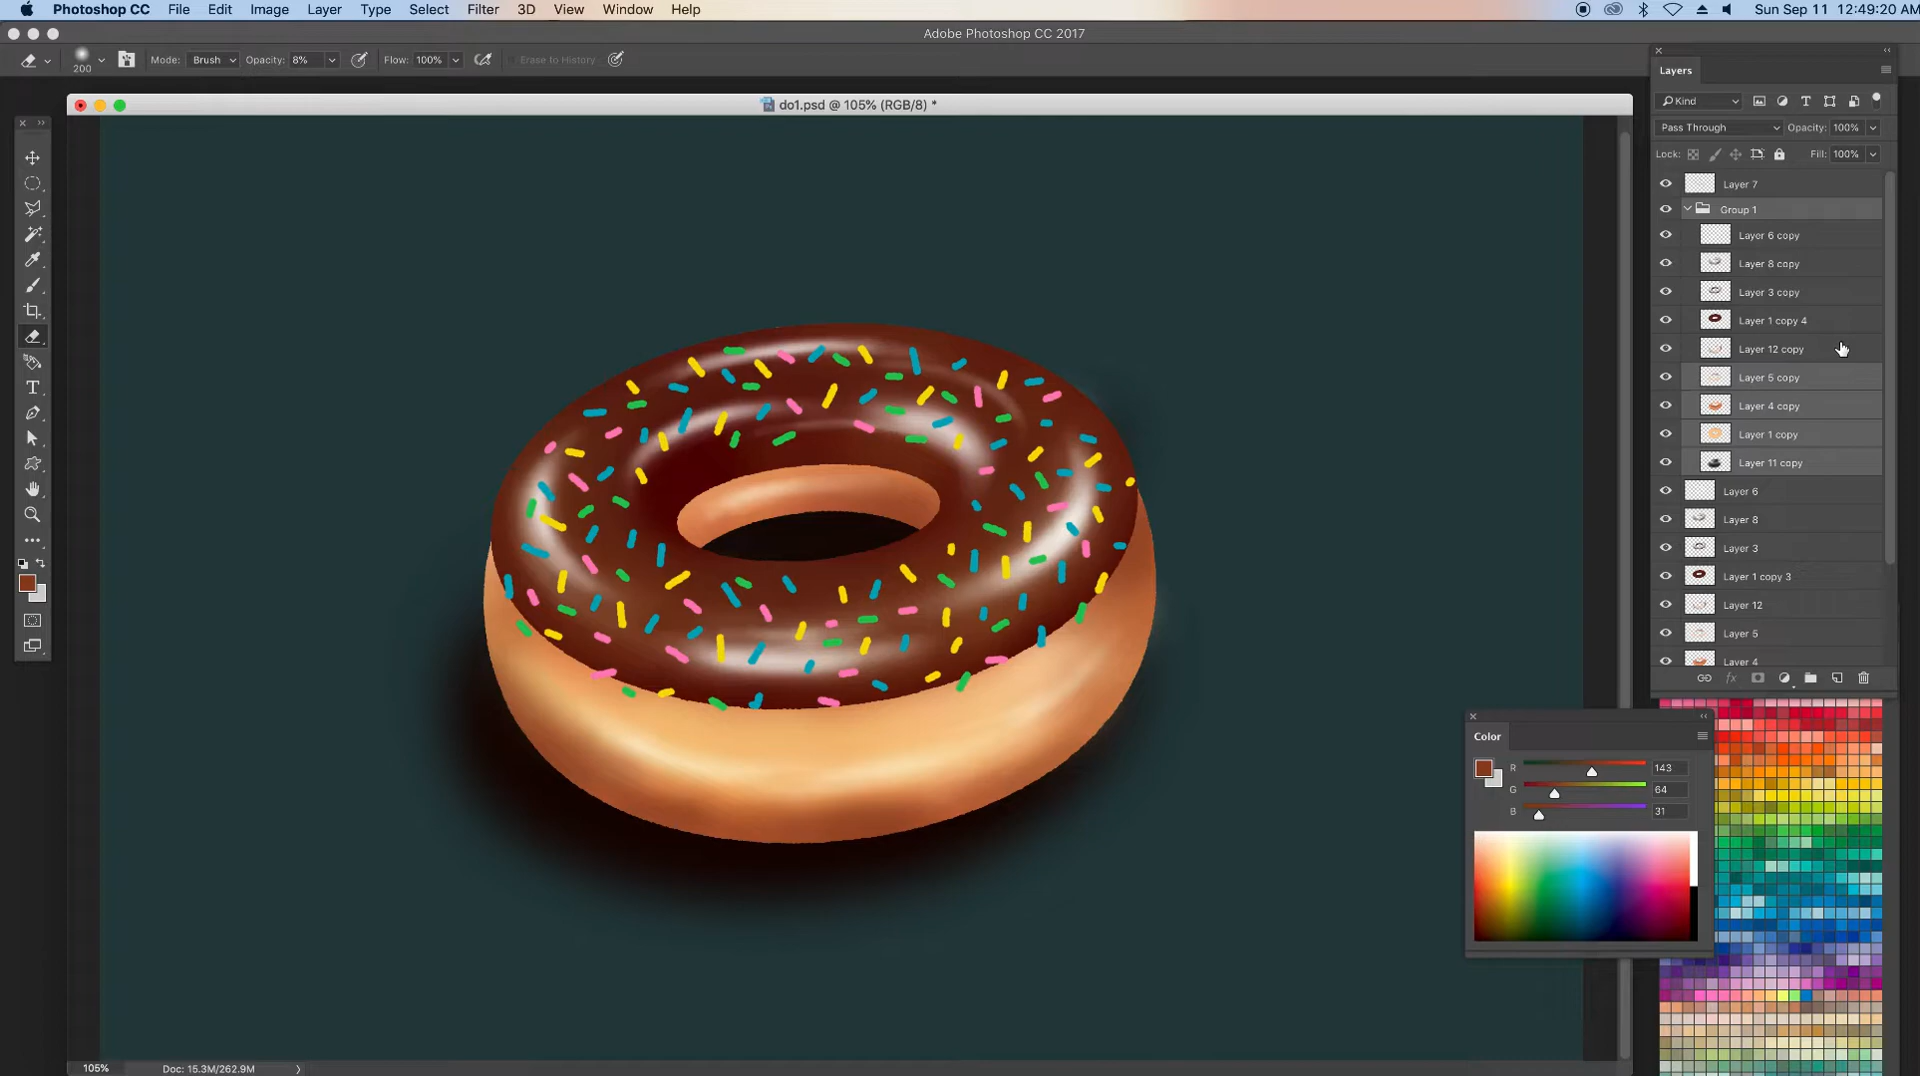 Photoshop CC File Edit Image Layer Type Select Filter 3D View Window Help Sun Sep 11 12:49:20 AM
Adobe Photoshop CC 2017
200 Mode: Brush Opacity: 8% Flow: 100% Erase to History
Layers
do1.psd @ 105% (RGB/8) *
Kind
Pass Through Opacity: 100%
Lock: Fill: 100%
Layer 7
Group 1
Layer 6 copy
Layer 8 copy
Layer 3 copy
Layer 1 copy 4
Layer 12 copy
Layer 5 copy
Layer 4 copy
Layer 1 copy
Layer 11 copy
Layer 6
Layer 8
Layer 3
Layer 1 copy 3
Layer 12
Layer 5
Layer 4
fx
Color
R 143
G 64
B 31
105% Doc: 15.3M/262.9M